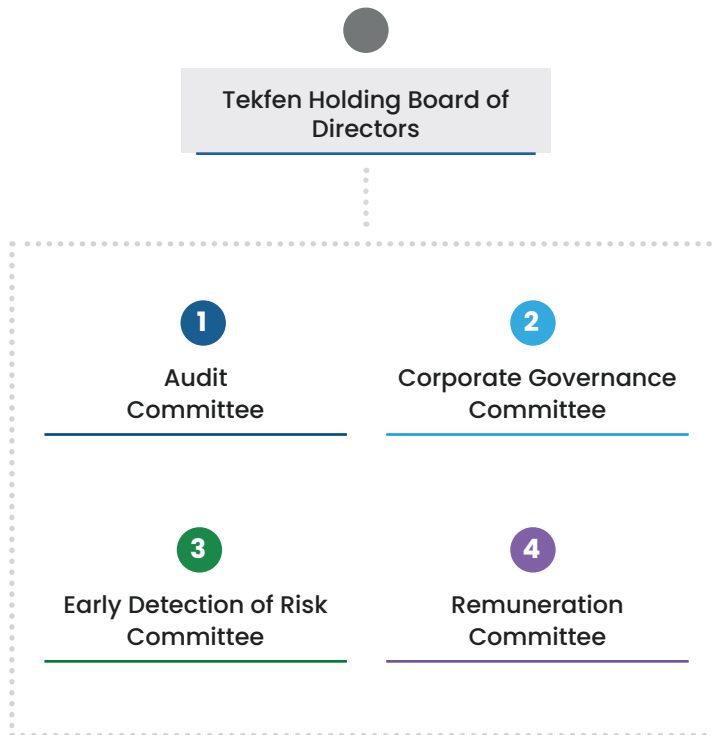 Tekfen Holding Board of
Directors
1
Audit
Committee
2
Corporate Governance
Committee
3
Early Detection of Risk
Committee
4
Remuneration
Committee